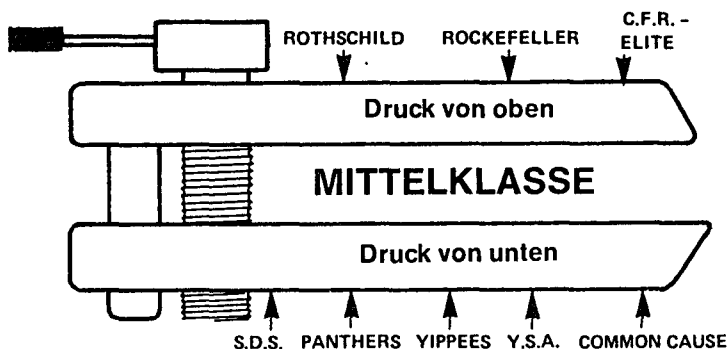 ROTHSCHILD ROCKEFELLER C.F.R. -
ELITE
Druck von oben
MITTELKLASSE
Druck von unten
S.D.S. PANTHERS YIPPEES Y.S.A. COMMON CAUSE